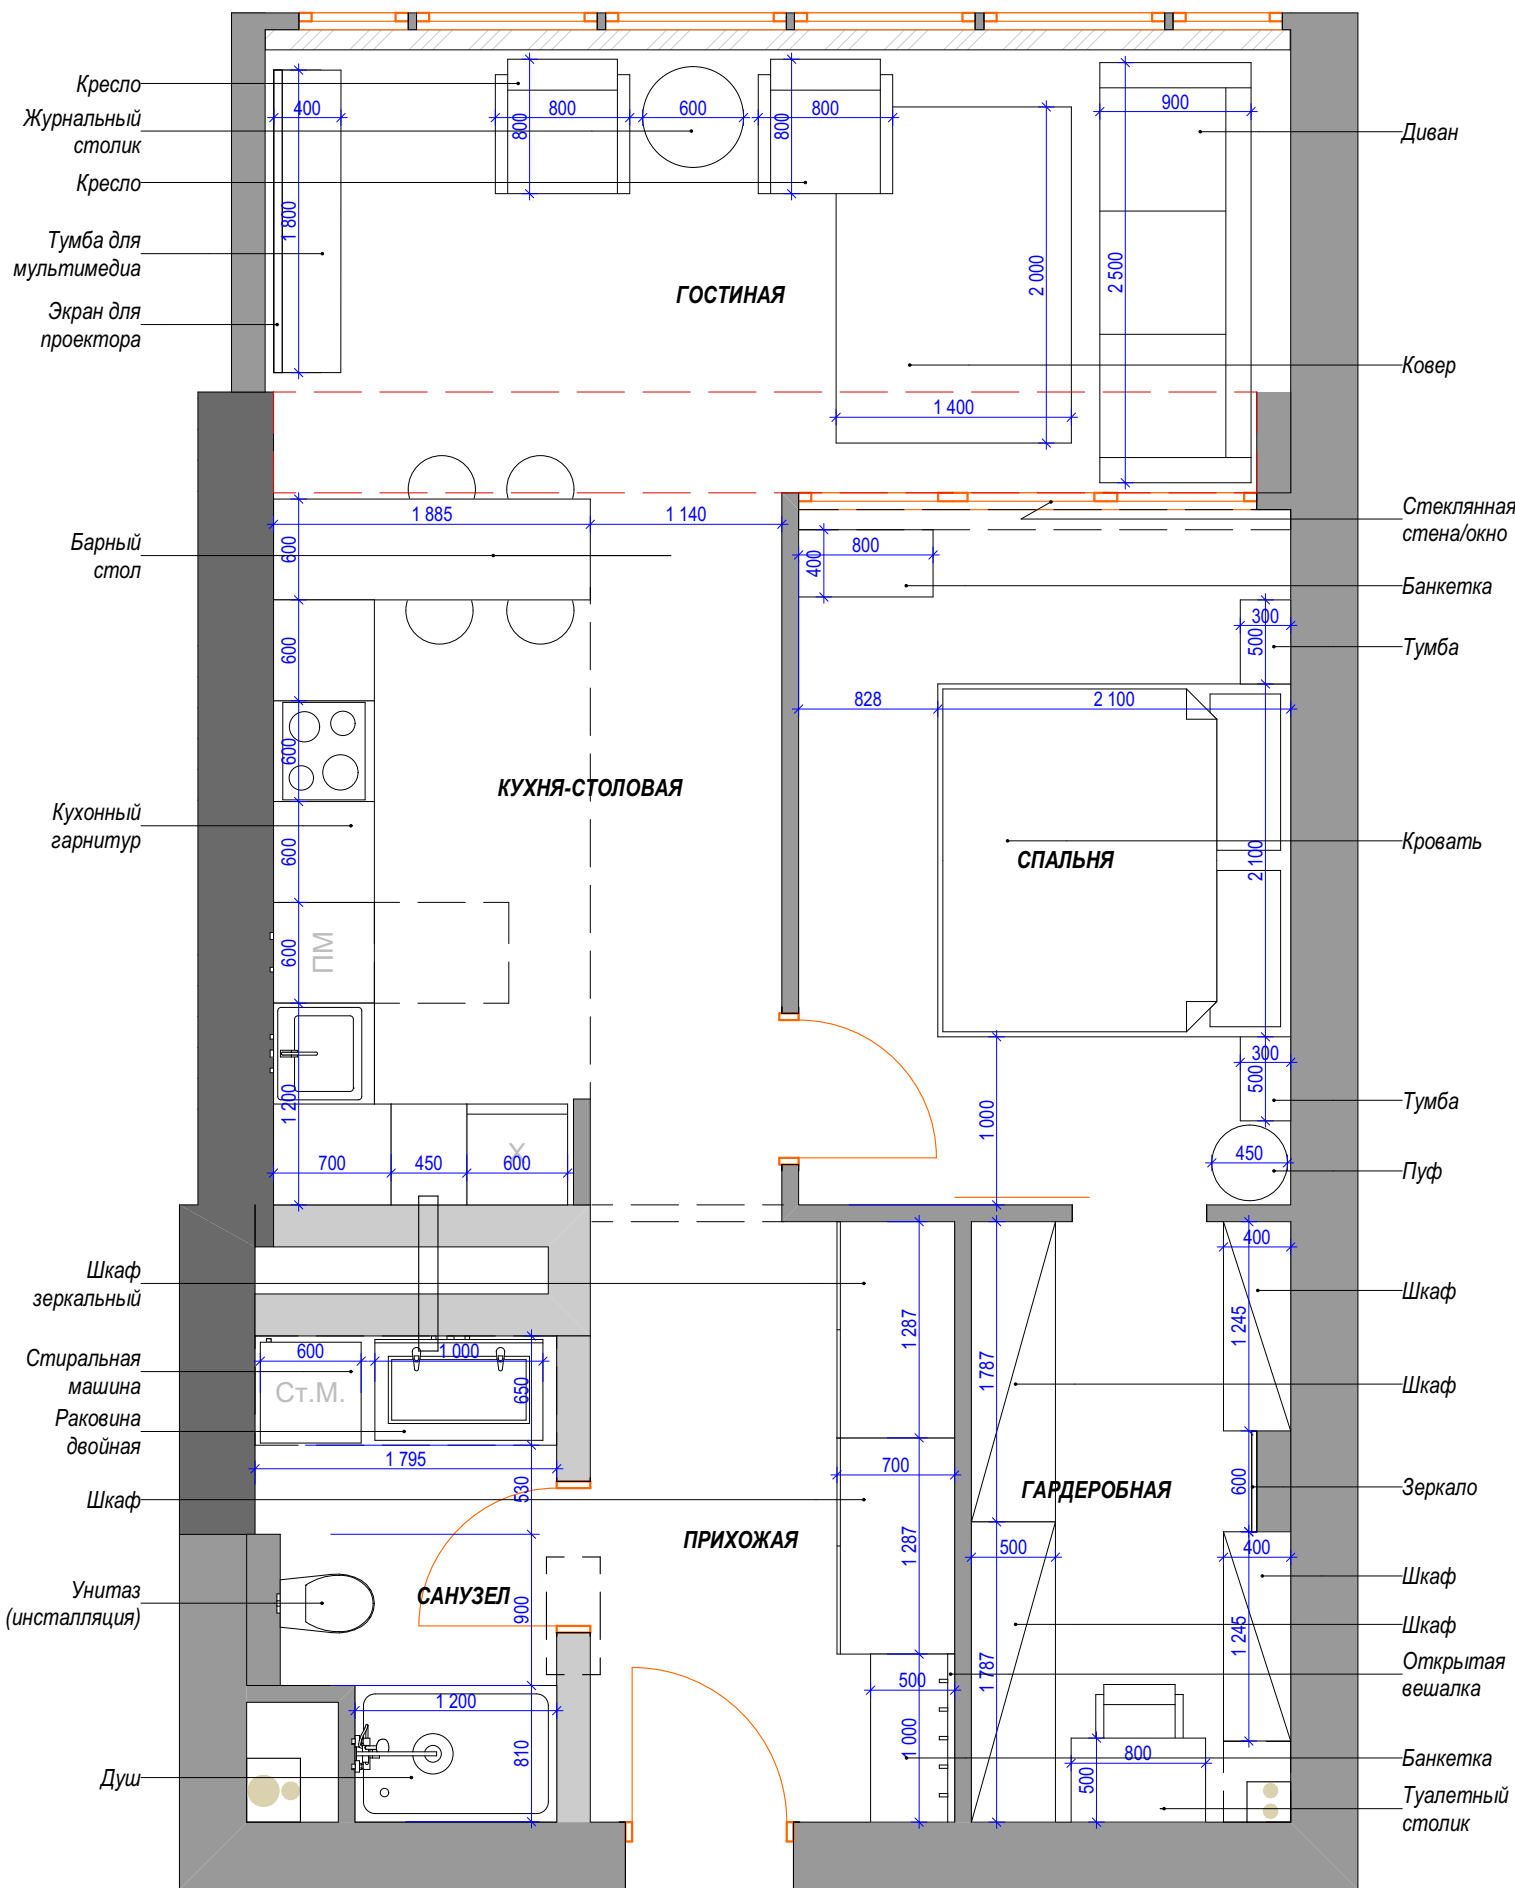 Кресло
Журнальный
столик
Кресло
Тумба для
мультимедиа
Экран для
проектора
Барный
стол
Кухонный
гарнитур
Шкаф
зеркальный
Стиральная
машина
Раковина
двойная
Шкаф
Унитаз
(инсталляция)
Душ
400
1 800
800
800
600
800
800
900
2 500
2 000
1 400
ГОСТИНАЯ
1 885
1 140
600
600
600
600
600
1 200
КУХНЯ-СТОЛОВАЯ
ПМ
700
450
600
Х
800
400
300
500
828
2 100
2 100
СПАЛЬНЯ
1 000
300
500
450
600
1 000
650
Ст.М.
1 795
530
900
САНУЗЕЛ
1 200
810
ПРИХОЖАЯ
1 287
700
1 287
500
1 000
1 787
500
1 787
ГАРДЕРОБНАЯ
400
1 245
600
400
1 245
800
500
Диван
Ковер
Стеклянная
стена/окно
Банкетка
Тумба
Кровать
Тумба
Пуф
Шкаф
Шкаф
Зеркало
Шкаф
Шкаф
Открытая
вешалка
Банкетка
Туалетный
столик